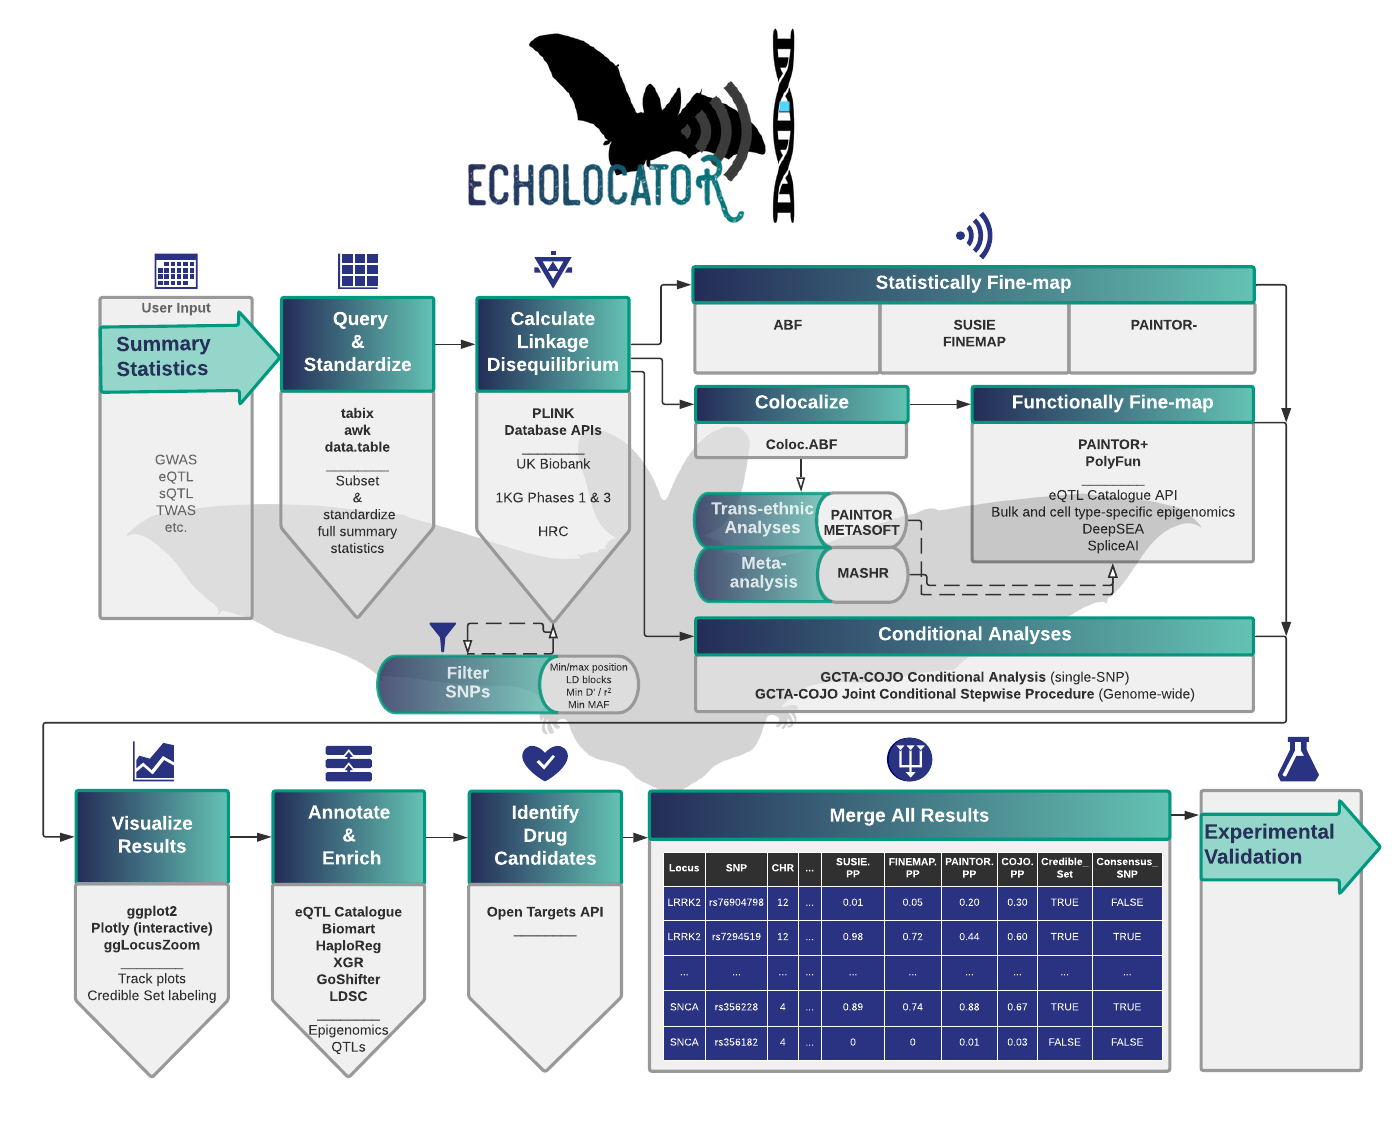 ECHOLOCATOR
User Input
Summary
Statistics
GWAS
eQTL
sQTL
TWAS
etc.
Query
&
Standardize
tabix
awk
data.table
Subset
&
standardize
full summary
statistics
Calculate
Linkage
Disequilibrium
PLINK
Database APIs
UK Biobank
1KG Phases 1 & 3
HRC
Filter
SNPs
Min/max position
LD blocks
Min D' / r²
Min MAF
Statistically Fine-map
ABF
SUSIE
FINEMAP
PAINTOR-
Colocalize
Coloc.ABF
Trans-ethnic
Analyses
PAINTOR
METASOFT
Meta-
analysis
MASHR
Functionally Fine-map
PAINTOR+
PolyFun
eQTL Catalogue API
Bulk and cell type-specific epigenomics
DeepSEA
SpliceAI
Conditional Analyses
GCTA-COJO Conditional Analysis (single-SNP)
GCTA-COJO Joint Conditional Stepwise Procedure (Genome-wide)
Visualize
Results
ggplot2
Plotly (interactive)
ggLocusZoom
Track plots
Credible Set labeling
Annotate
&
Enrich
eQTL Catalogue
Biomart
HaploReg
XGR
GoShifter
LDSC
Epigenomics
QTLs
Identify
Drug
Candidates
Open Targets API
Merge All Results
Locus SNP CHR ... SUSIE. PP FINEMAP. PP PAINTOR. PP COJO. PP Credible_ Set Consensus_ SNP
LRRK2 rs76904798 12 ... 0.01 0.05 0.20 0.30 TRUE FALSE
LRRK2 rs7294519 12 ... 0.98 0.72 0.44 0.60 TRUE TRUE
... ... ... ... ... ... ... ... ... ...
SNCA rs356228 4 ... 0.89 0.74 0.88 0.67 TRUE TRUE
SNCA rs356182 4 ... 0 0 0.01 0.03 FALSE FALSE
Experimental
Validation